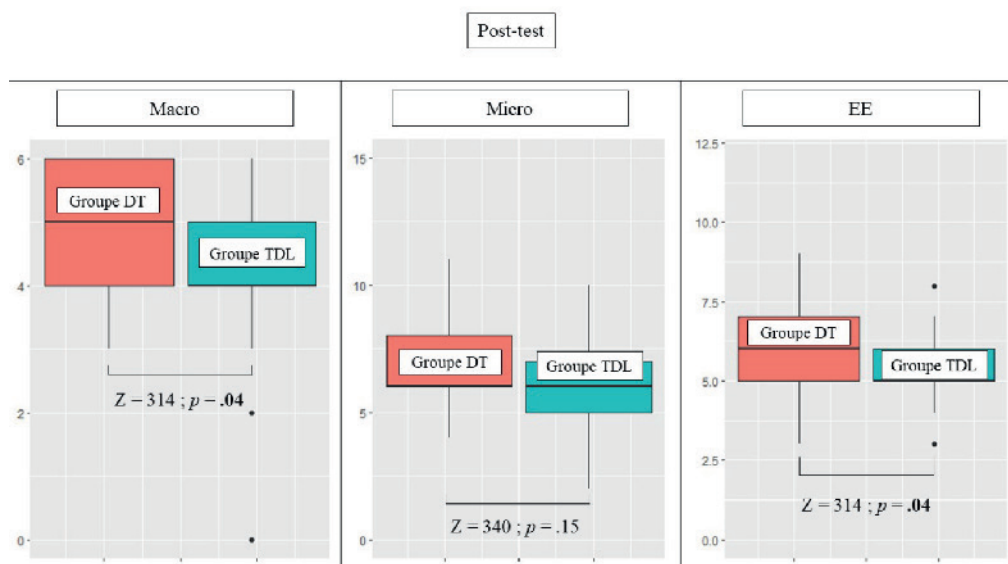 Post-test
Macro
6
4
2
0
Groupe DT
Groupe TDL
Z = 314 ; p = .04
Micro
15
10
5
0
Groupe DT
Groupe TDL
Z = 340 ; p = .15
EE
12.5
10.0
7.5
5.0
2.5
0.0
Groupe DT
Groupe TDL
Z = 314 ; p = .04